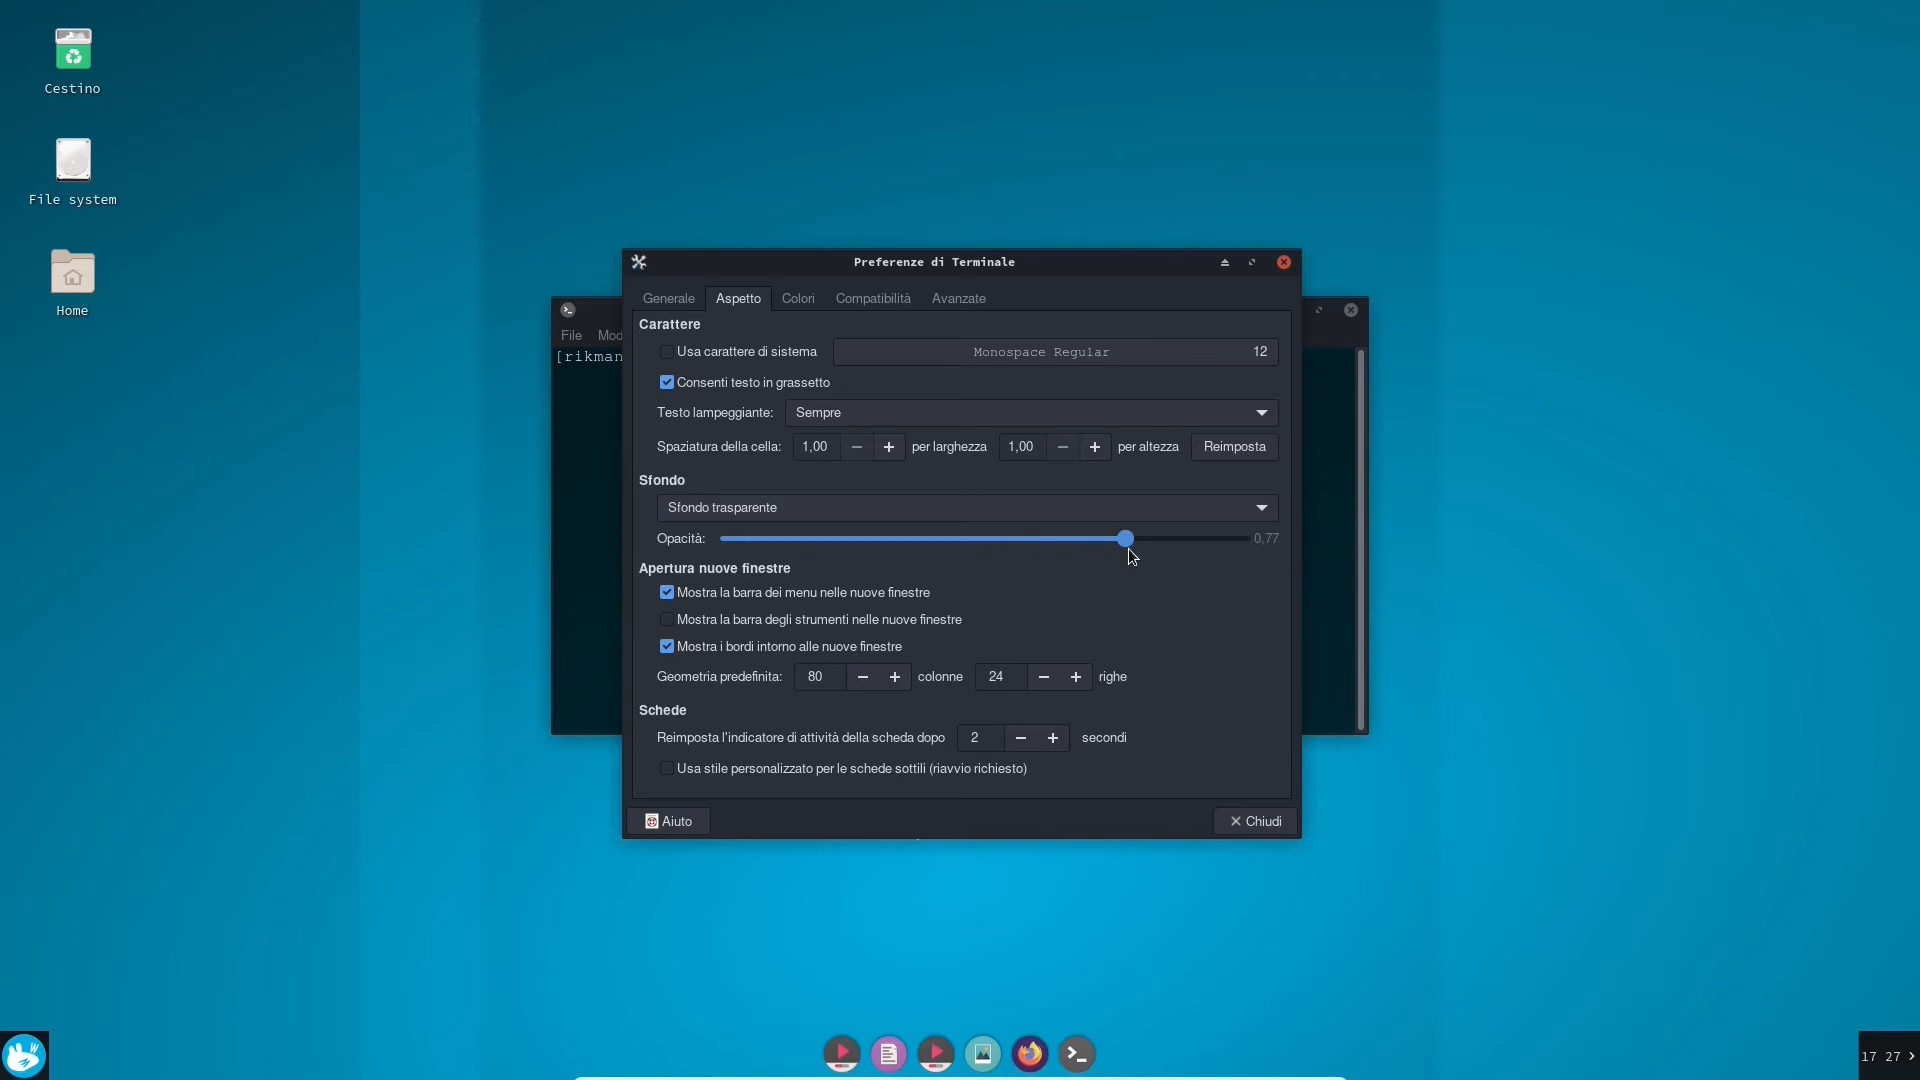 Cestino
File system
Home
Preferenze di Terminale
Generale Aspetto Colori Compatibilità Avanzate
File
[rikman
Carattere
Usa carattere di sistema Monospace Regular 12
Consenti testo in grassetto
Testo lampeggiante: Sempre
Spaziatura della cella: 1,00 per larghezza 1,00 per altezza Reimposta
Sfondo
Sfondo trasparente
Opacità: 0,77
Apertura nuove finestre
Mostra la barra dei menu nelle nuove finestre
Mostra la barra degli strumenti nelle nuove finestre
Mostra i bordi intorno alle nuove finestre
Geometria predefinita: 80 colonne 24 righe
Schede
Reimposta l'indicatore di attività della scheda dopo 2 secondi
Usa stile personalizzato per le schede sottili (riavvio richiesto)
Aiuto Chiudi
17 27